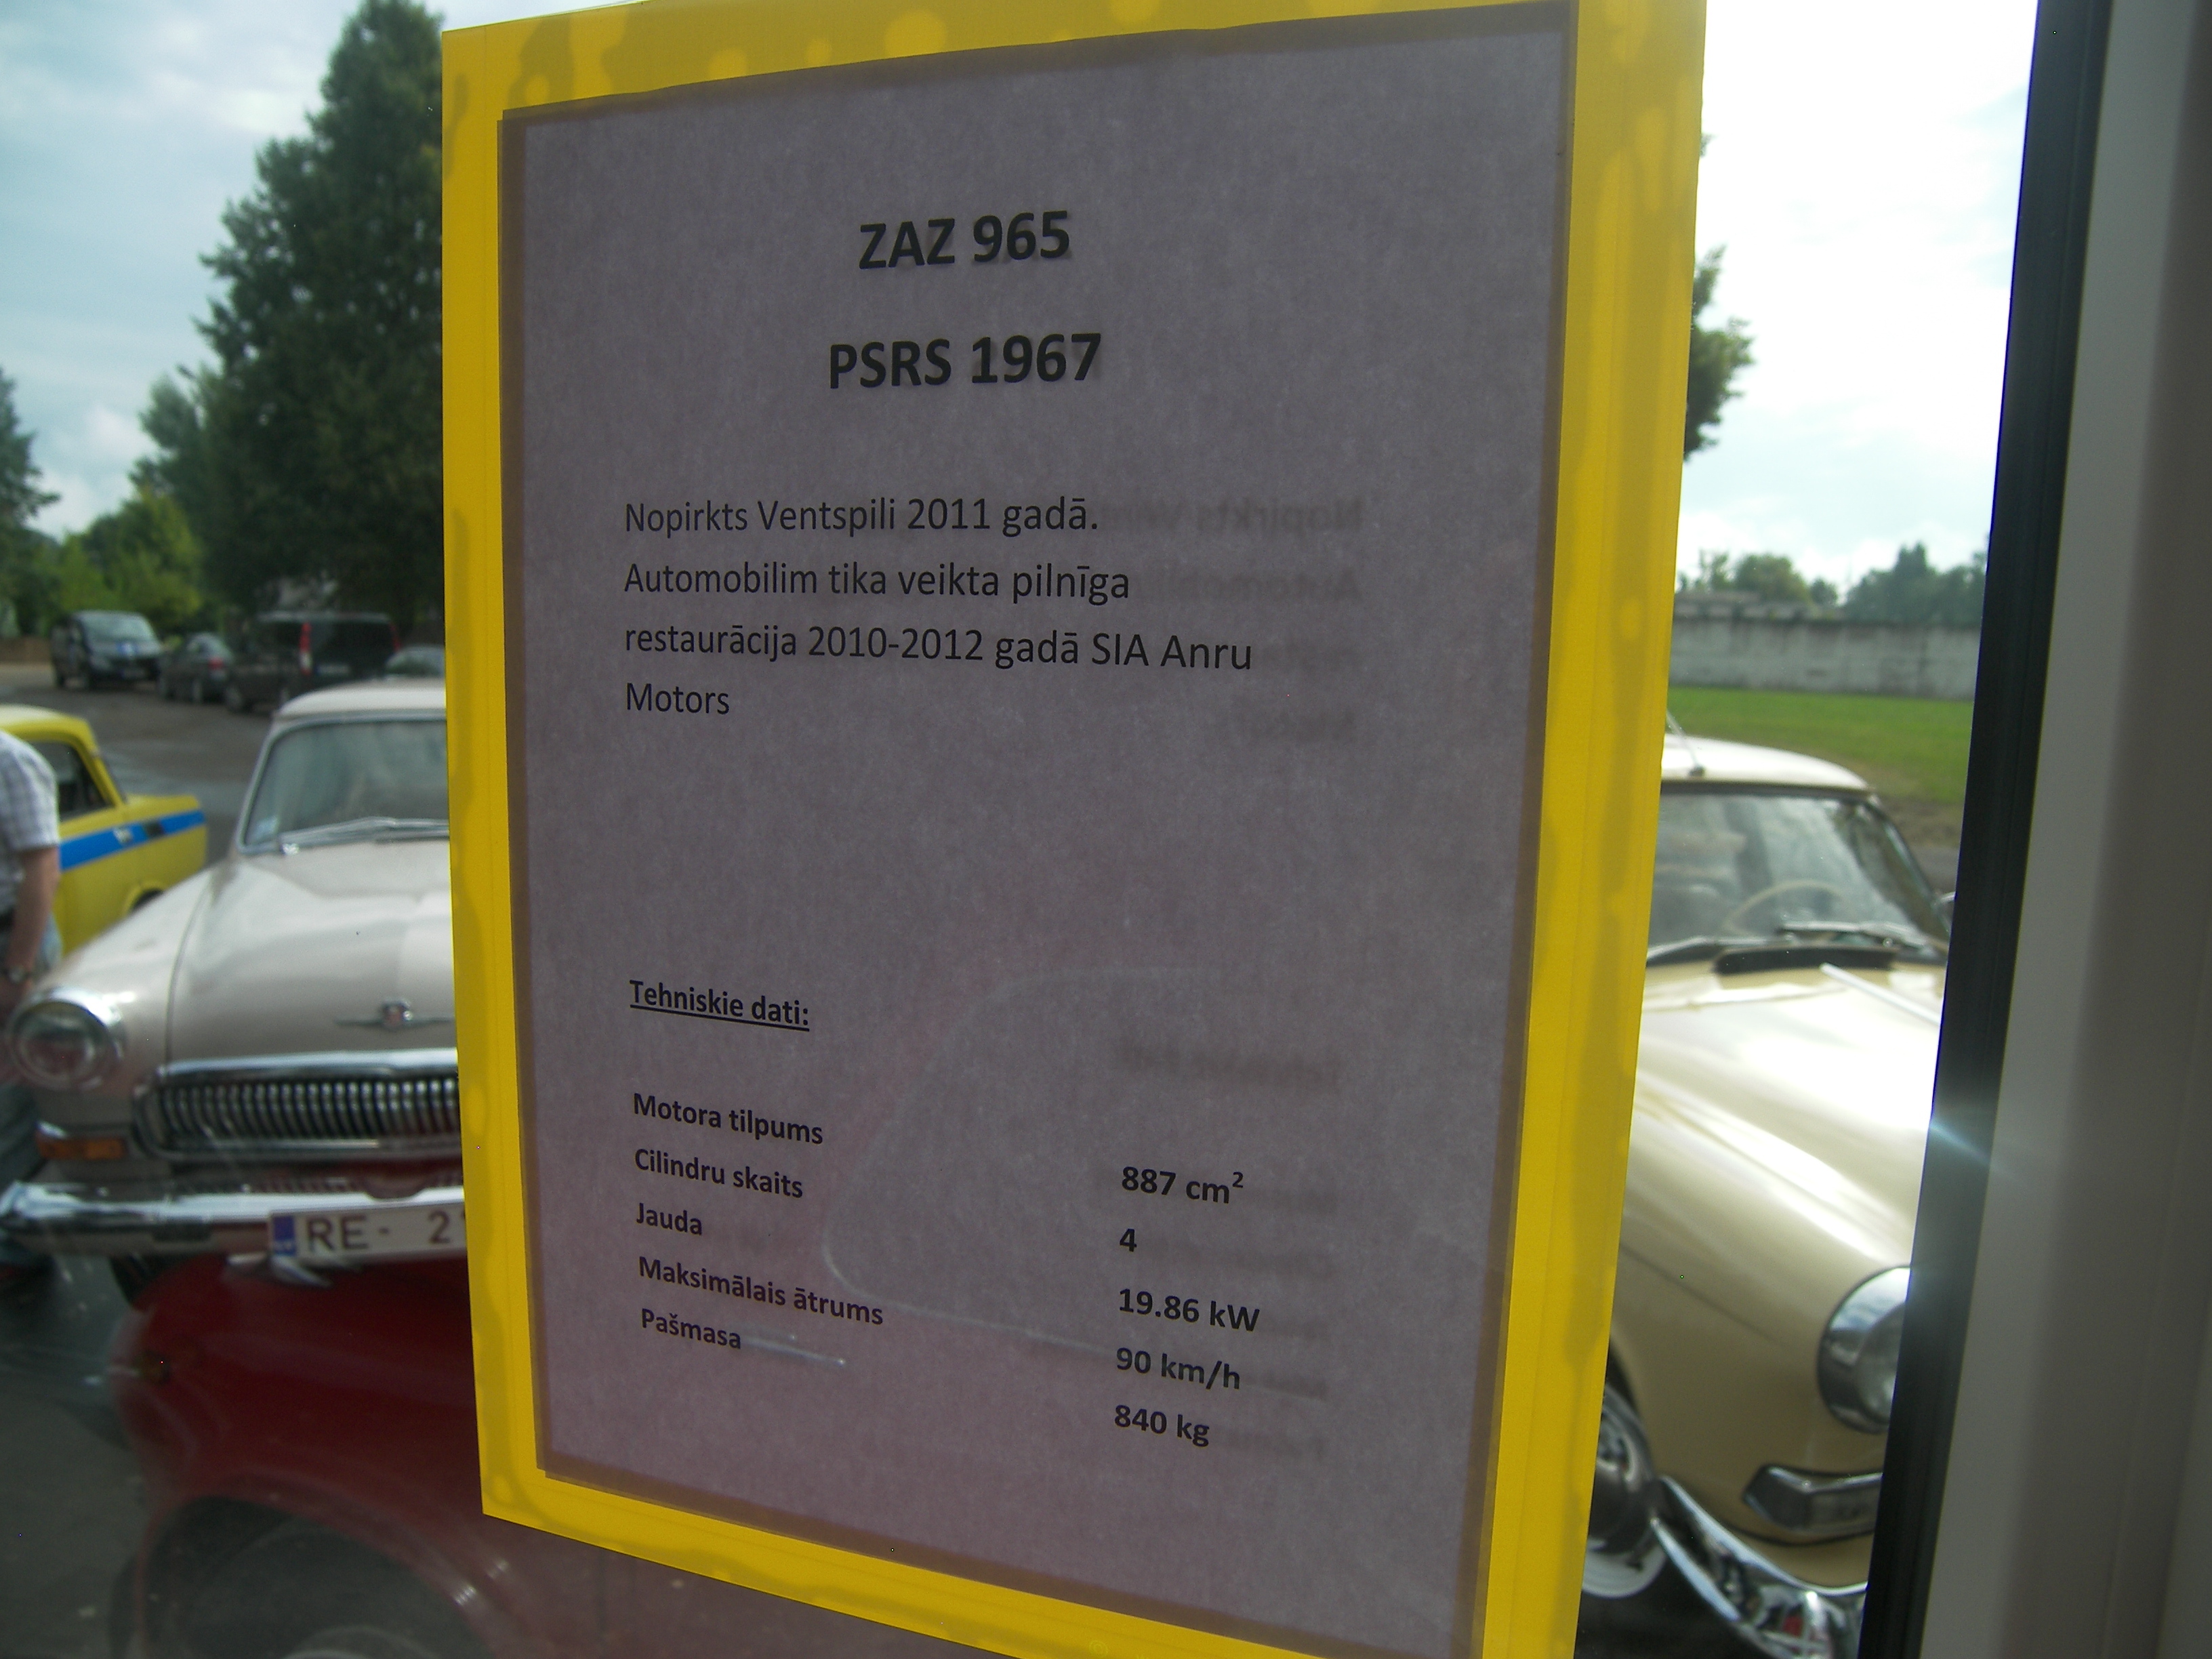 ZAZ 965
PSRS 1967
Nopirkts Ventspili 2011 gadā.
Automobilim tika veikta pilnīga
restaurācija 2010-2012 gadā SIA Anru
Motors
Tehniskie dati:
Motora tilpums 887 cm²
Cilindru skaits 4
Jauda 19.86 kW
Maksimālais ātrums 90 km/h
Pašmasa 840 kg
RE- 2